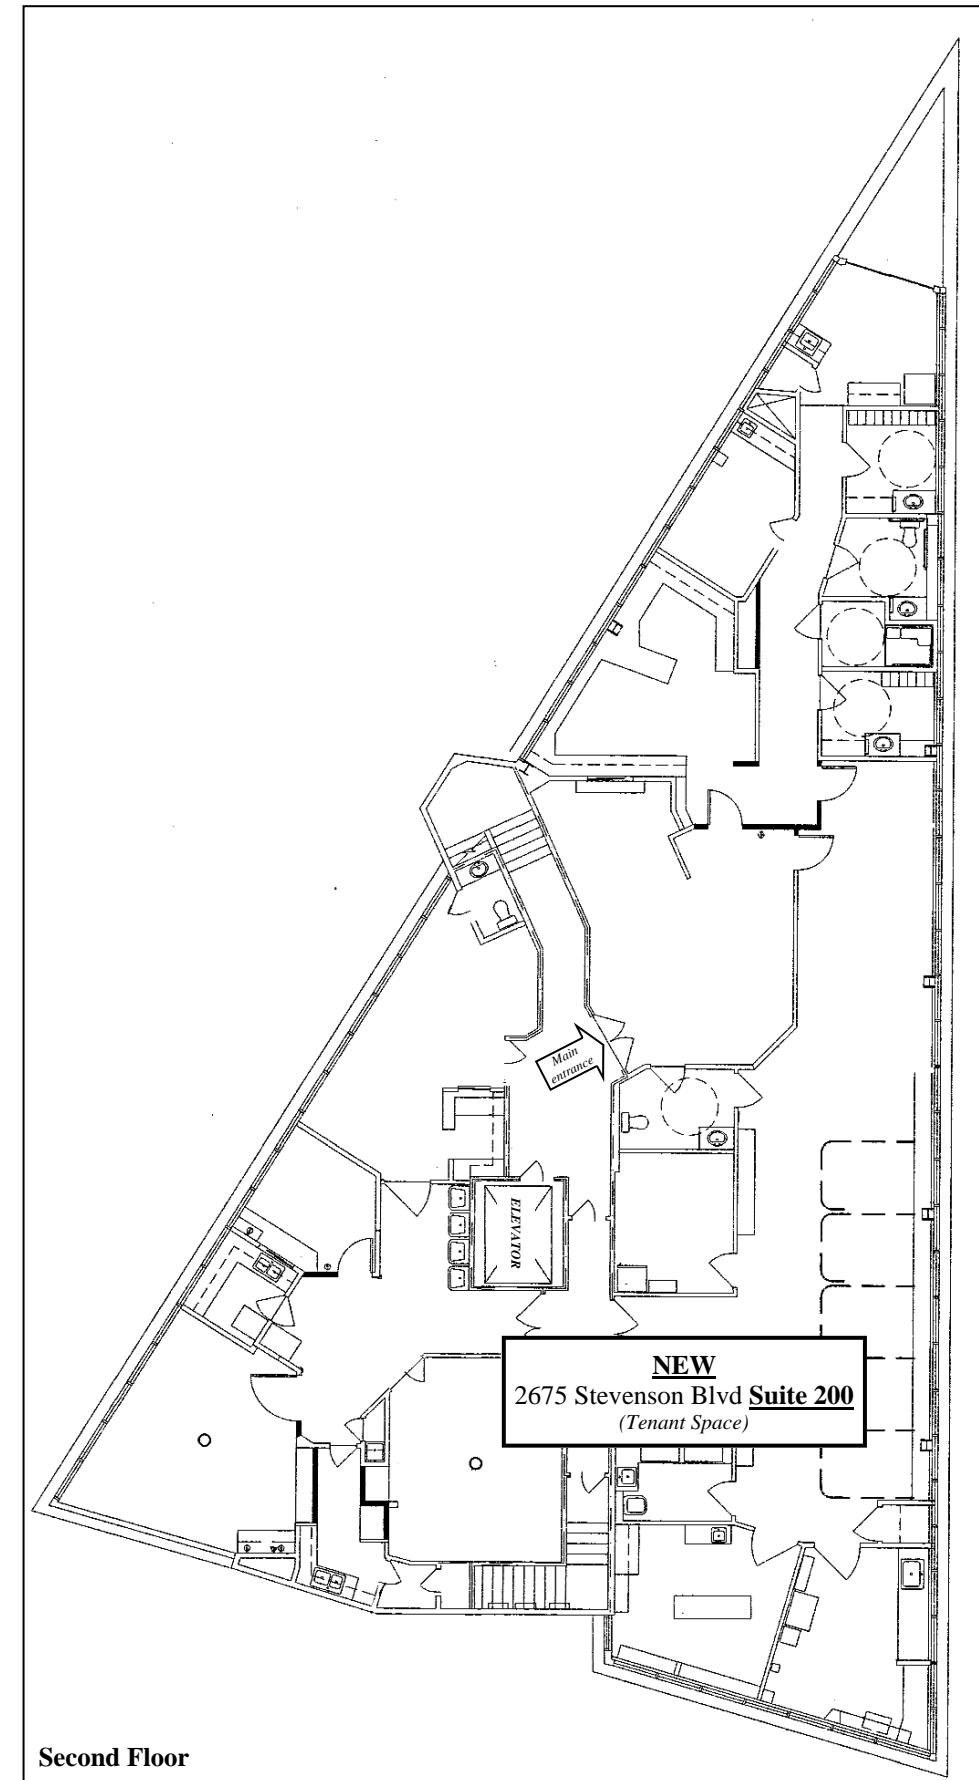 Main
entrance
ELEVATOR
NEW
2675 Stevenson Blvd Suite 200
(Tenant Space)
Second Floor